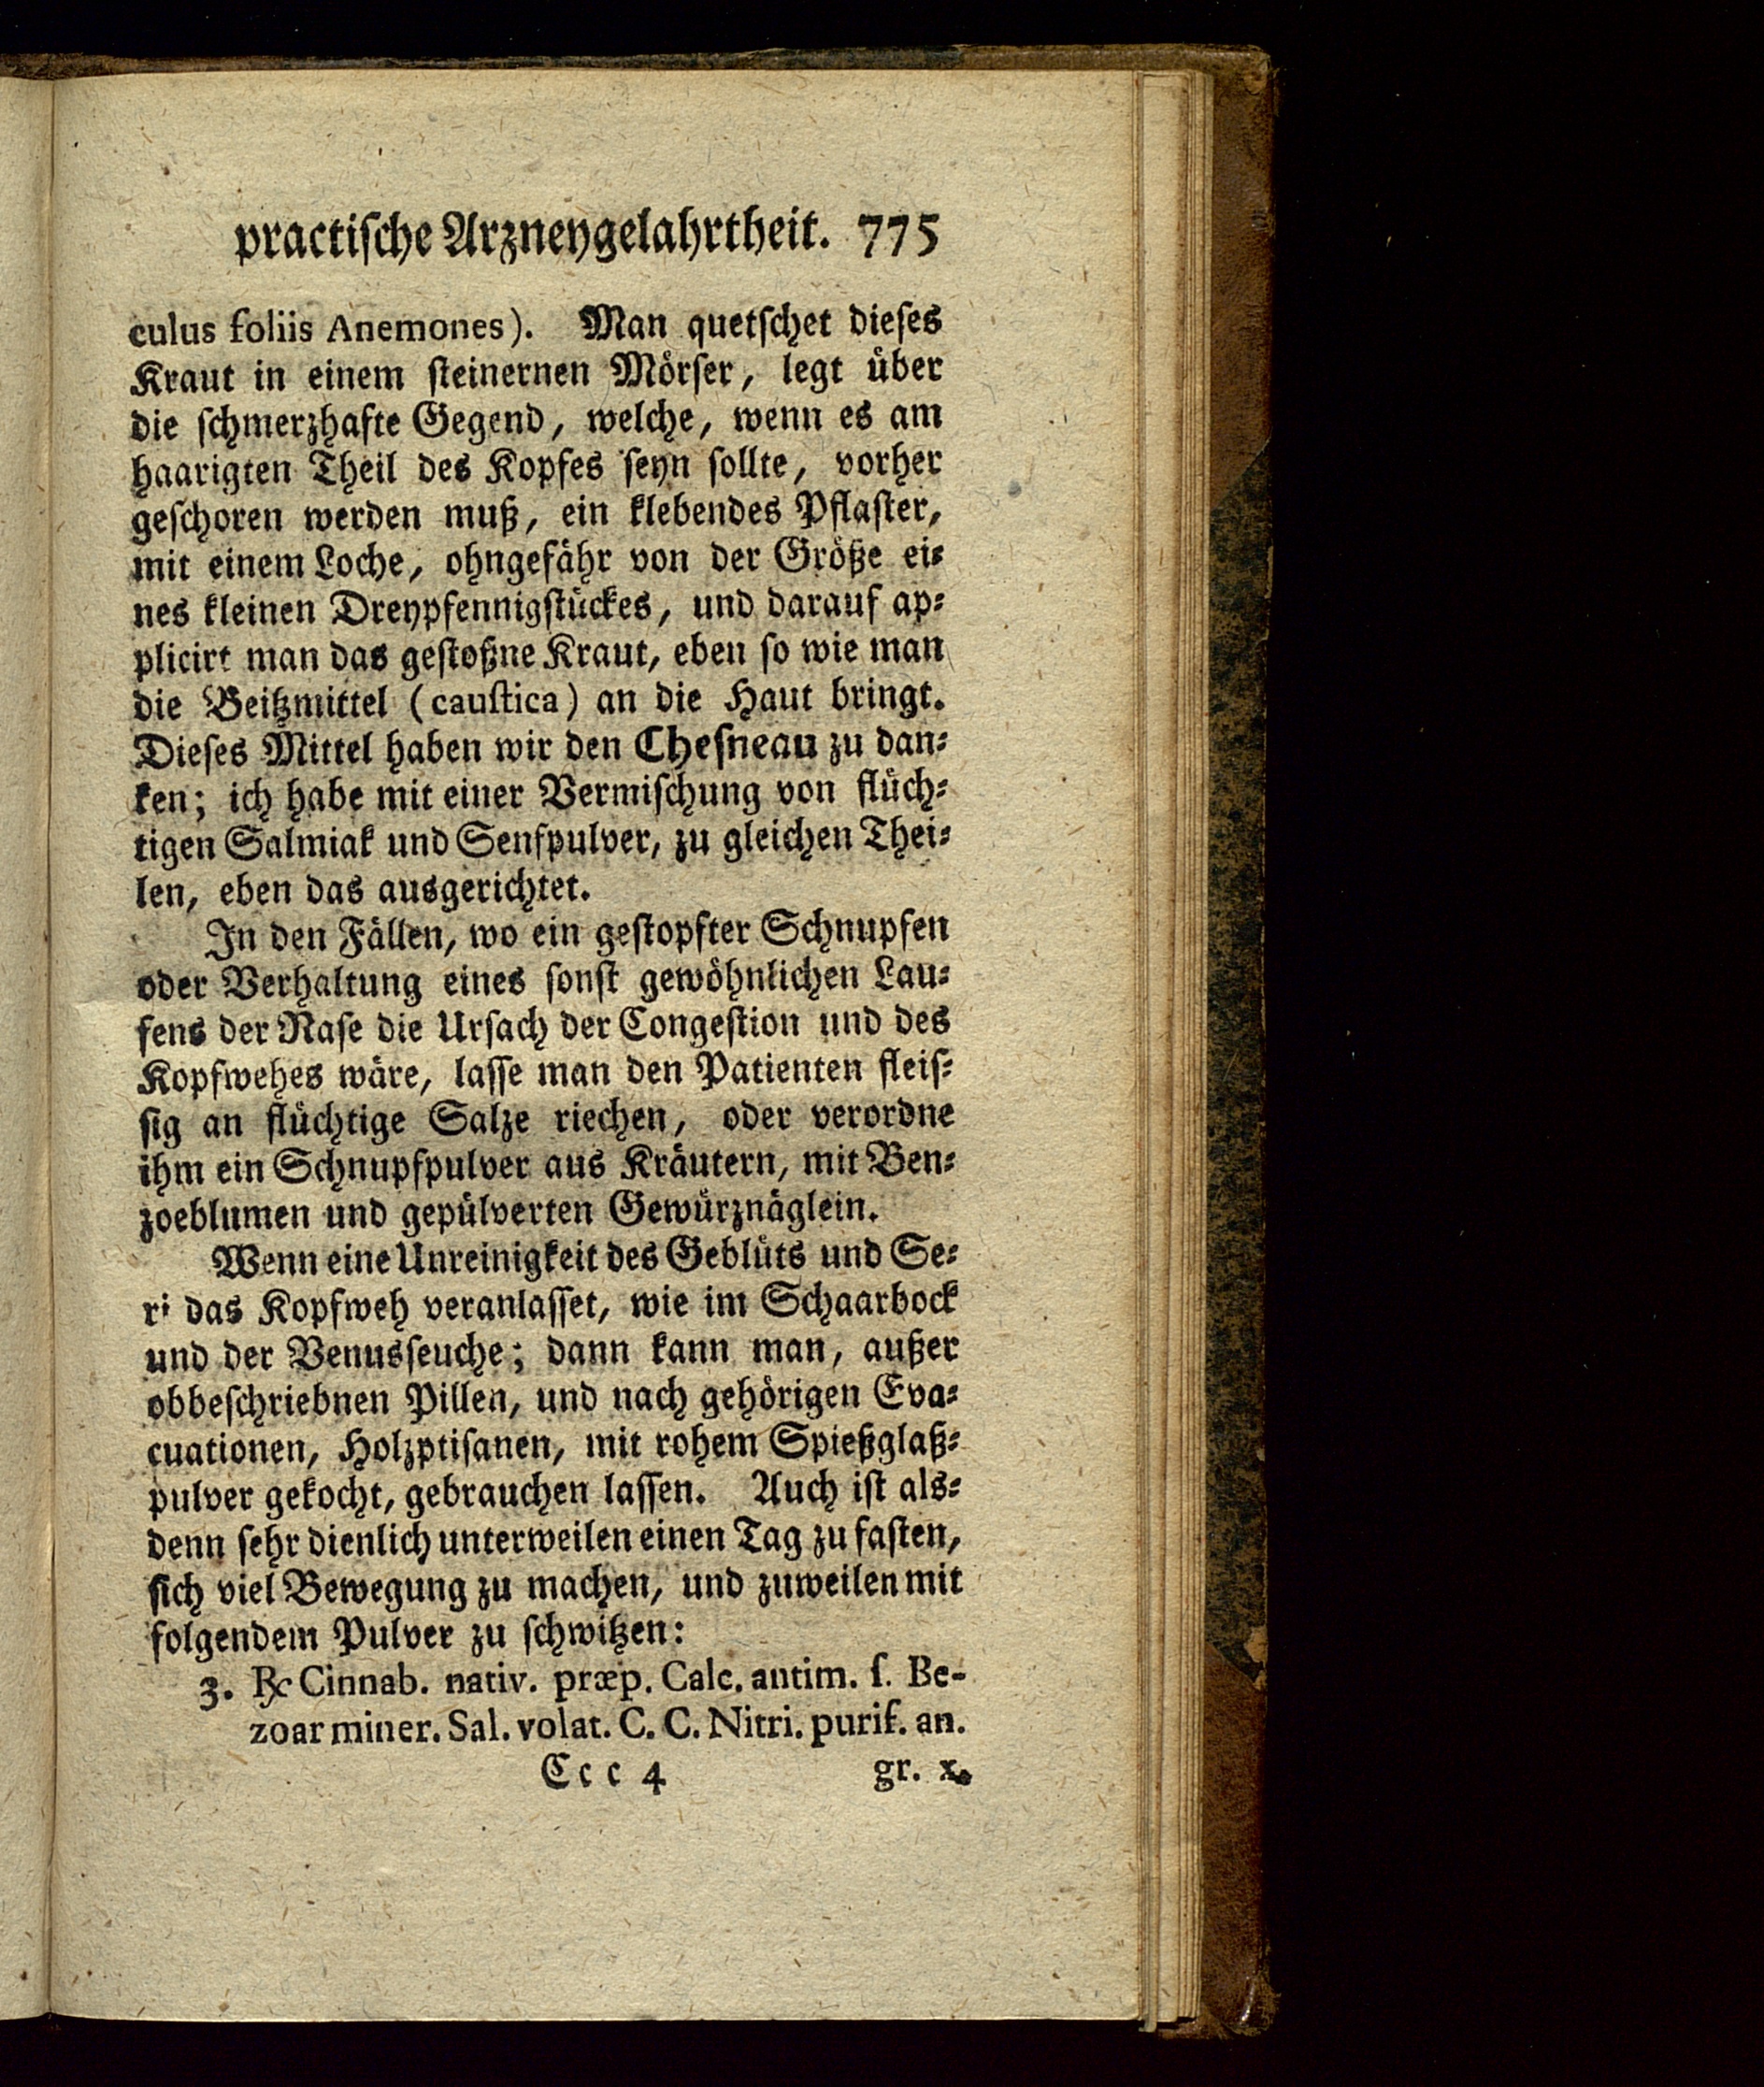 practische Arzneygelahrtheit. 775
culus foliis Anemones). Man quetschet dieses
Kraut in einem steinernen Mörser, legt über
die schmerzhafte Gegend, welche, wenn es am
haarigten Theil des Kopfes seyn sollte, vorher
geschoren werden muß, ein klebendes Pflaster,
mit einem Loche, ohngefähr von der Größe ei-
nes kleinen Dreypfennigstückes, und darauf ap-
plicirt man das gestoßne Kraut, eben so wie man
die Beitzmittel (caustica) an die Haut bringt.
Dieses Mittel haben wir den Chesneau zu dan-
ken; ich habe mit einer Vermischung von flüch-
tigen Salmiak und Senfpulver, zu gleichen Thei-
len, eben das ausgerichtet.
In den Fällen, wo ein gestopfter Schnupfen
oder Verhaltung eines sonst gewöhnlichen Lau-
fens der Nase die Ursach der Congestion und des
Kopfwehes wäre, lasse man den Patienten fleis-
sig an flüchtige Salze riechen, oder verordne
ihm ein Schnupfpulver aus Kräutern, mit Ben-
zoeblumen und gepülverten Gewürznäglein.
Wenn eine Unreinigkeit des Geblüts und Se-
ri das Kopfweh veranlasset, wie im Schaarbock
und der Venusseuche; dann kann man, außer
obbeschriebnen Pillen, und nach gehörigen Eva-
cuationen, Holzptisanen, mit rohem Spießglaß-
pulver gekocht, gebrauchen lassen. Auch ist als-
denn sehr dienlich unterweilen einen Tag zu fasten,
sich viel Bewegung zu machen, und zuweilen mit
folgendem Pulver zu schwitzen:
3. ℞ Cinnab. nativ. præp. Calc. antim. s. Be-
zoar miner. Sal. volat. C. C. Nitri. purif. an.
Ccc 4 gr. x.